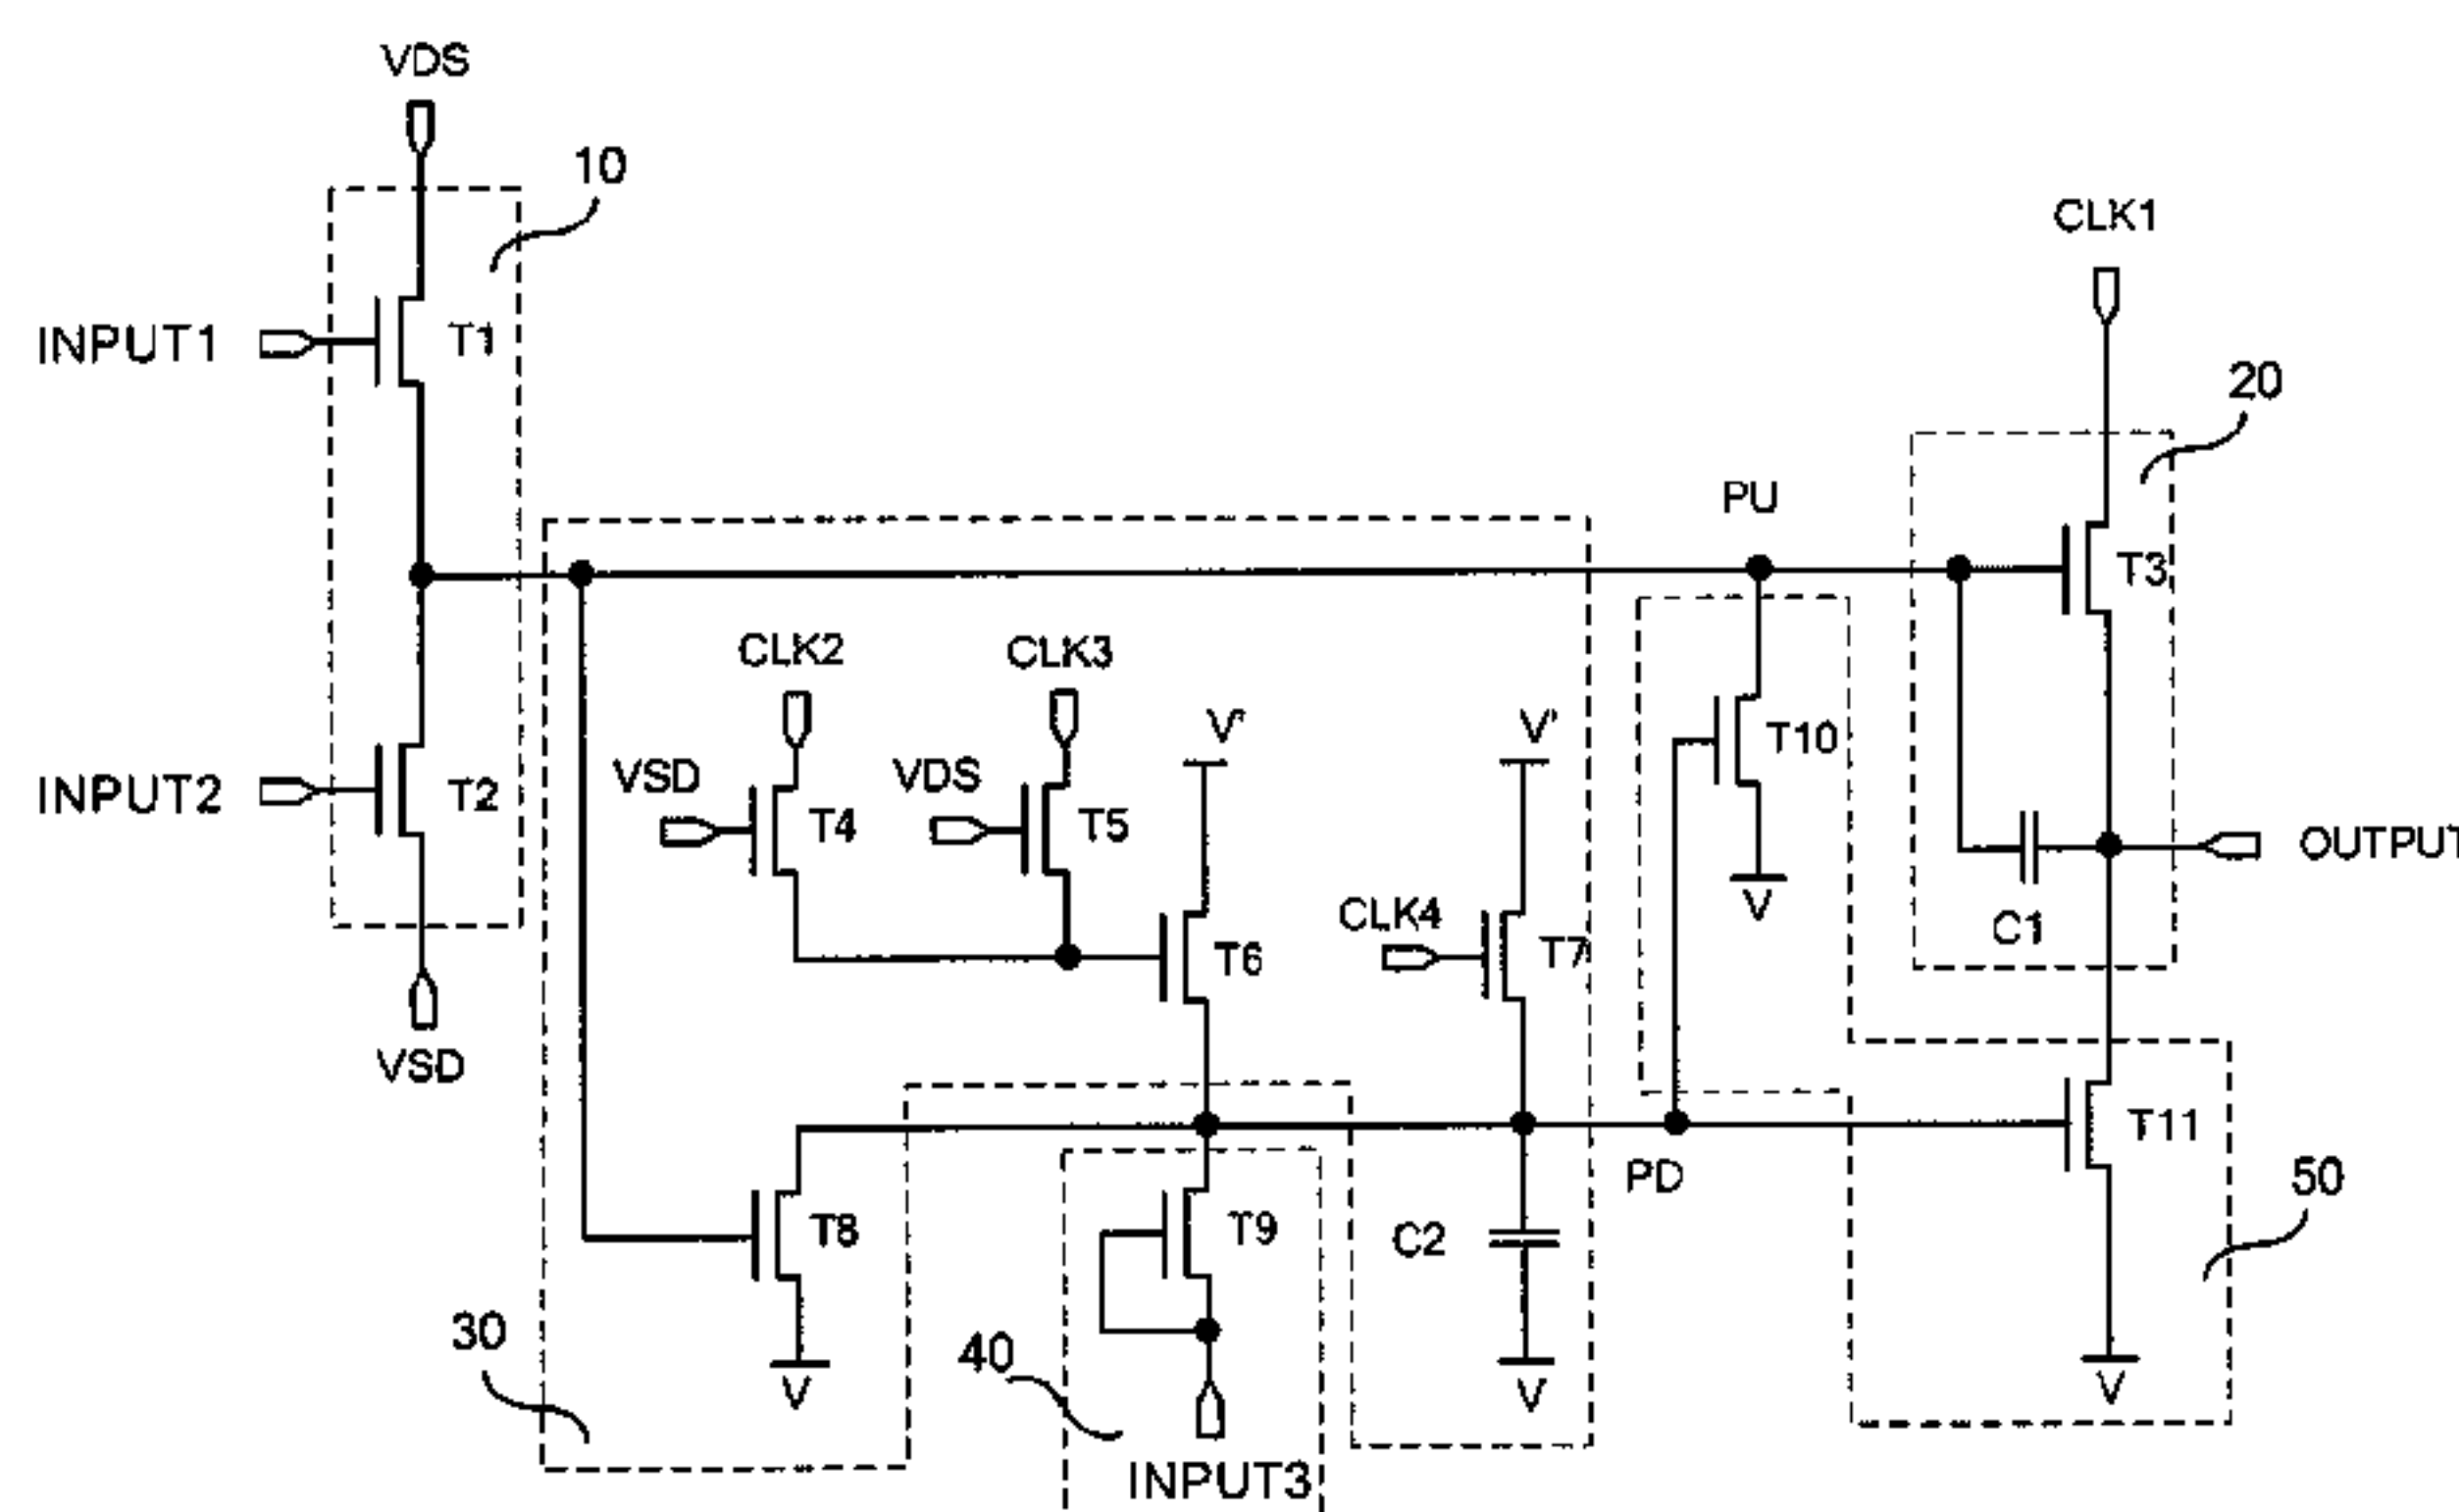 VDS
10
CLK1
INPUT1
T1
20
PU
T3
CLK2
CLK3
V'
V'
T10
VSD
VDS
INPUT2
T2
T4
T5
OUTPUT
CLK4
V
C1
T6
T7
VSD
T11
PD
50
T8
T9
C2
30
40
V
V
V
INPUT3